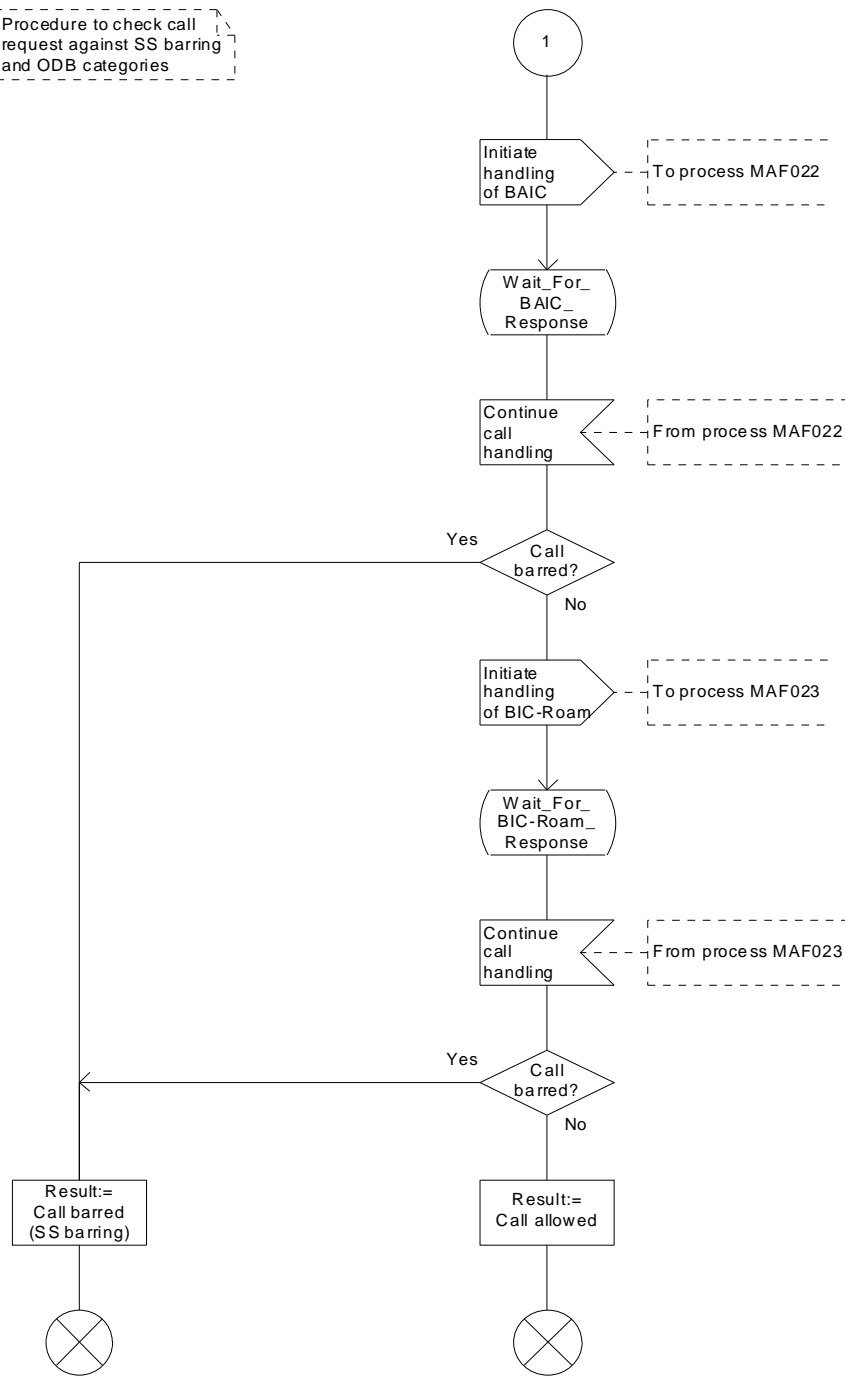 Procedure to check call
request against SS barring
and ODB categories
1
Initiate
handling
of BAIC
To process MAF022
Wait_For_
BAIC_
Response
Continue
call
handling
From process MAF022
Yes
Call
barred?
No
Initiate
handling
of BIC-Roam
To process MAF023
Wait_For_
BIC-Roam_
Response
Continue
call
handling
From process MAF023
Yes
Call
barred?
No
Result:=
Call barred
(SS barring)
Result:=
Call allowed